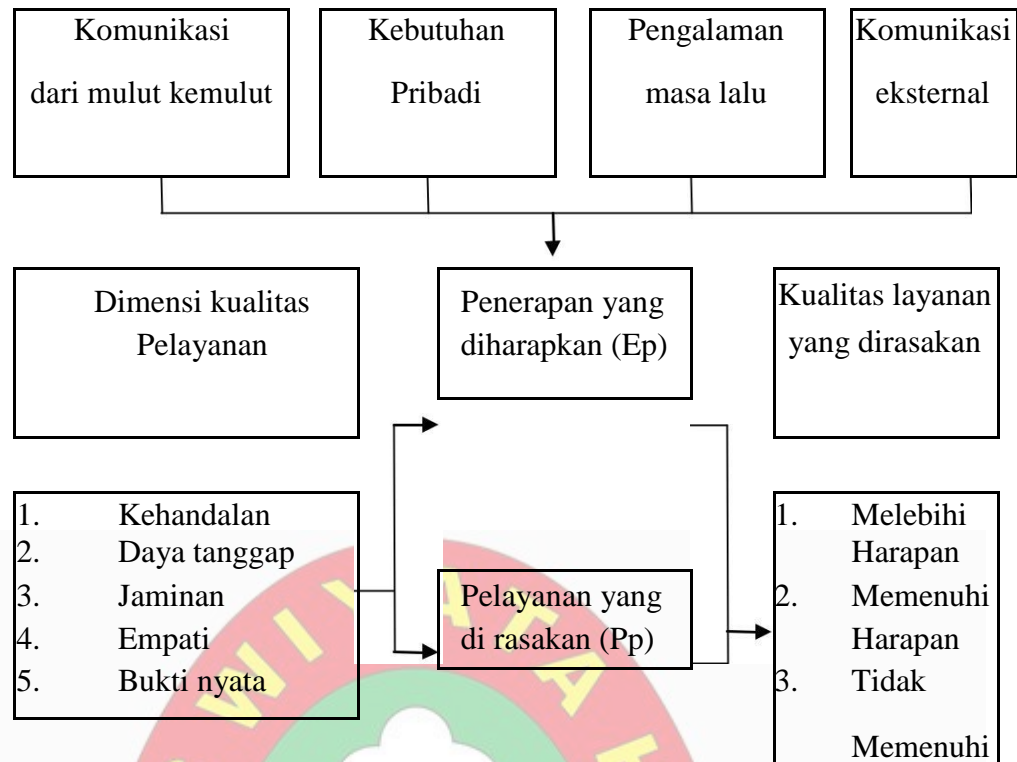 Komunikasi
dari mulut kemulut
Kebutuhan
Pribadi
Pengalaman
masa lalu
Komunikasi
eksternal
Dimensi kualitas
Pelayanan
Penerapan yang
diharapkan (Ep)
Kualitas layanan
yang dirasakan
1. Kehandalan
2. Daya tanggap
3. Jaminan
4. Empati
5. Bukti nyata
Pelayanan yang
di rasakan (Pp)
1. Melebihi
Harapan
2. Memenuhi
Harapan
3. Tidak
Memenuhi